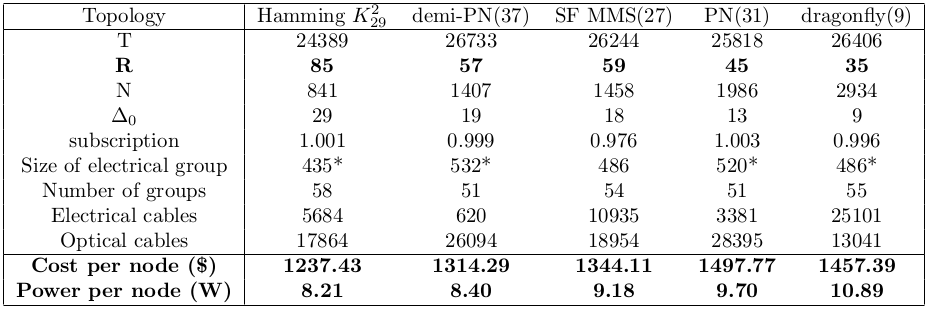 Topology Hamming K²₂₉ demi-PN(37) SF MMS(27) PN(31) dragonfly(9)
T 24389 26733 26244 25818 26406
R 85 57 59 45 35
N 841 1407 1458 1986 2934
Δ₀ 29 19 18 13 9
subscription 1.001 0.999 0.976 1.003 0.996
Size of electrical group 435* 532* 486 520* 486*
Number of groups 58 51 54 51 55
Electrical cables 5684 620 10935 3381 25101
Optical cables 17864 26094 18954 28395 13041
Cost per node ($) 1237.43 1314.29 1344.11 1497.77 1457.39
Power per node (W) 8.21 8.40 9.18 9.70 10.89